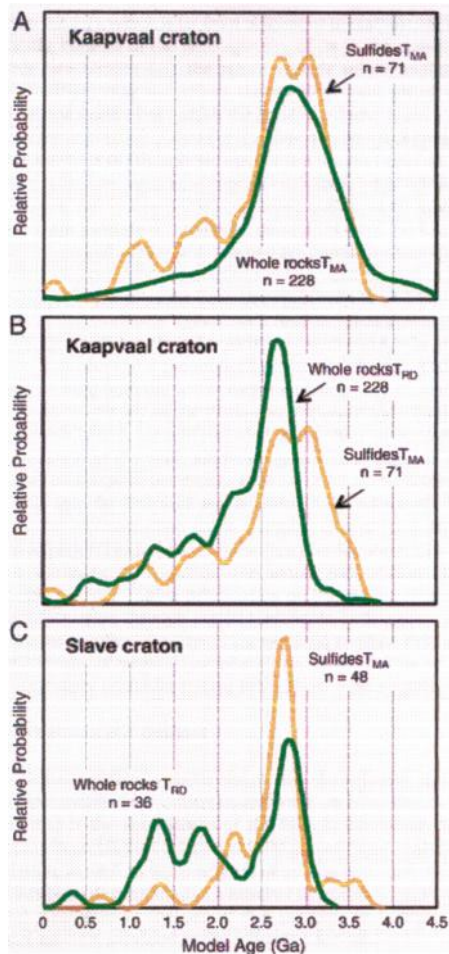 A
Kaapvaal craton
SulfidesTMA
n = 71
Relative Probability
Whole rocksTMA
n = 228
B
Kaapvaal craton
Whole rocksTRD
n = 228
SulfidesTMA
n = 71
Relative Probability
C
Slave craton
SulfidesTMA
n = 48
Whole rocks TRD
n = 36
Relative Probability
0 0.5 1.0 1.5 2.0 2.5 3.0 3.5 4.0 4.5
Model Age (Ga)